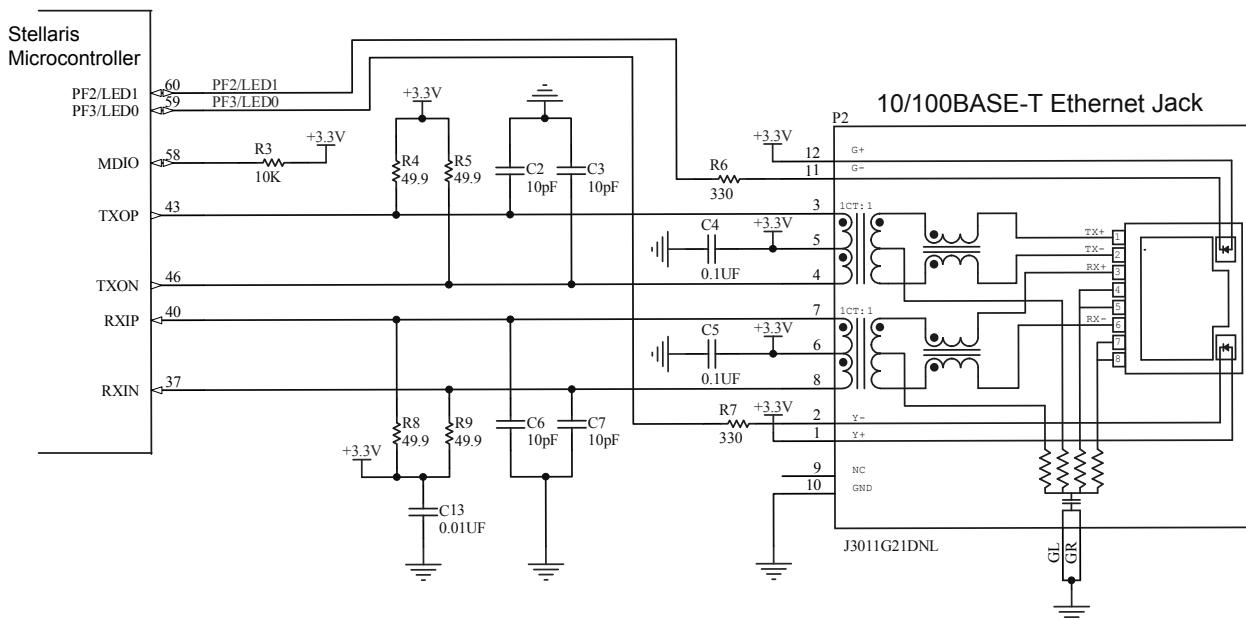 Stellaris
Microcontroller
PF2/LED1
60
PF2/LED1
PF3/LED0
59
PF3/LED0
MDIO
58
R3
10K
+3.3V
TXOP
43
TXON
46
RXIP
40
RXIN
37
+3.3V
R4
49.9
R5
49.9
C2
10pF
C3
10pF
10/100BASE-T Ethernet Jack
P2
+3.3V
12
G+
R6
330
11
G-
3
1CT:1
C4
0.1UF
+3.3V
5
4
TX+
1
TX-
2
RX+
3
4
5
RX-
6
7
8
7
1CT:1
C5
0.1UF
+3.3V
6
8
R7
330
+3.3V
2
Y-
1
Y+
9
NC
10
GND
R8
49.9
R9
49.9
C6
10pF
C7
10pF
+3.3V
C13
0.01UF
J3011G21DNL
GL
GR